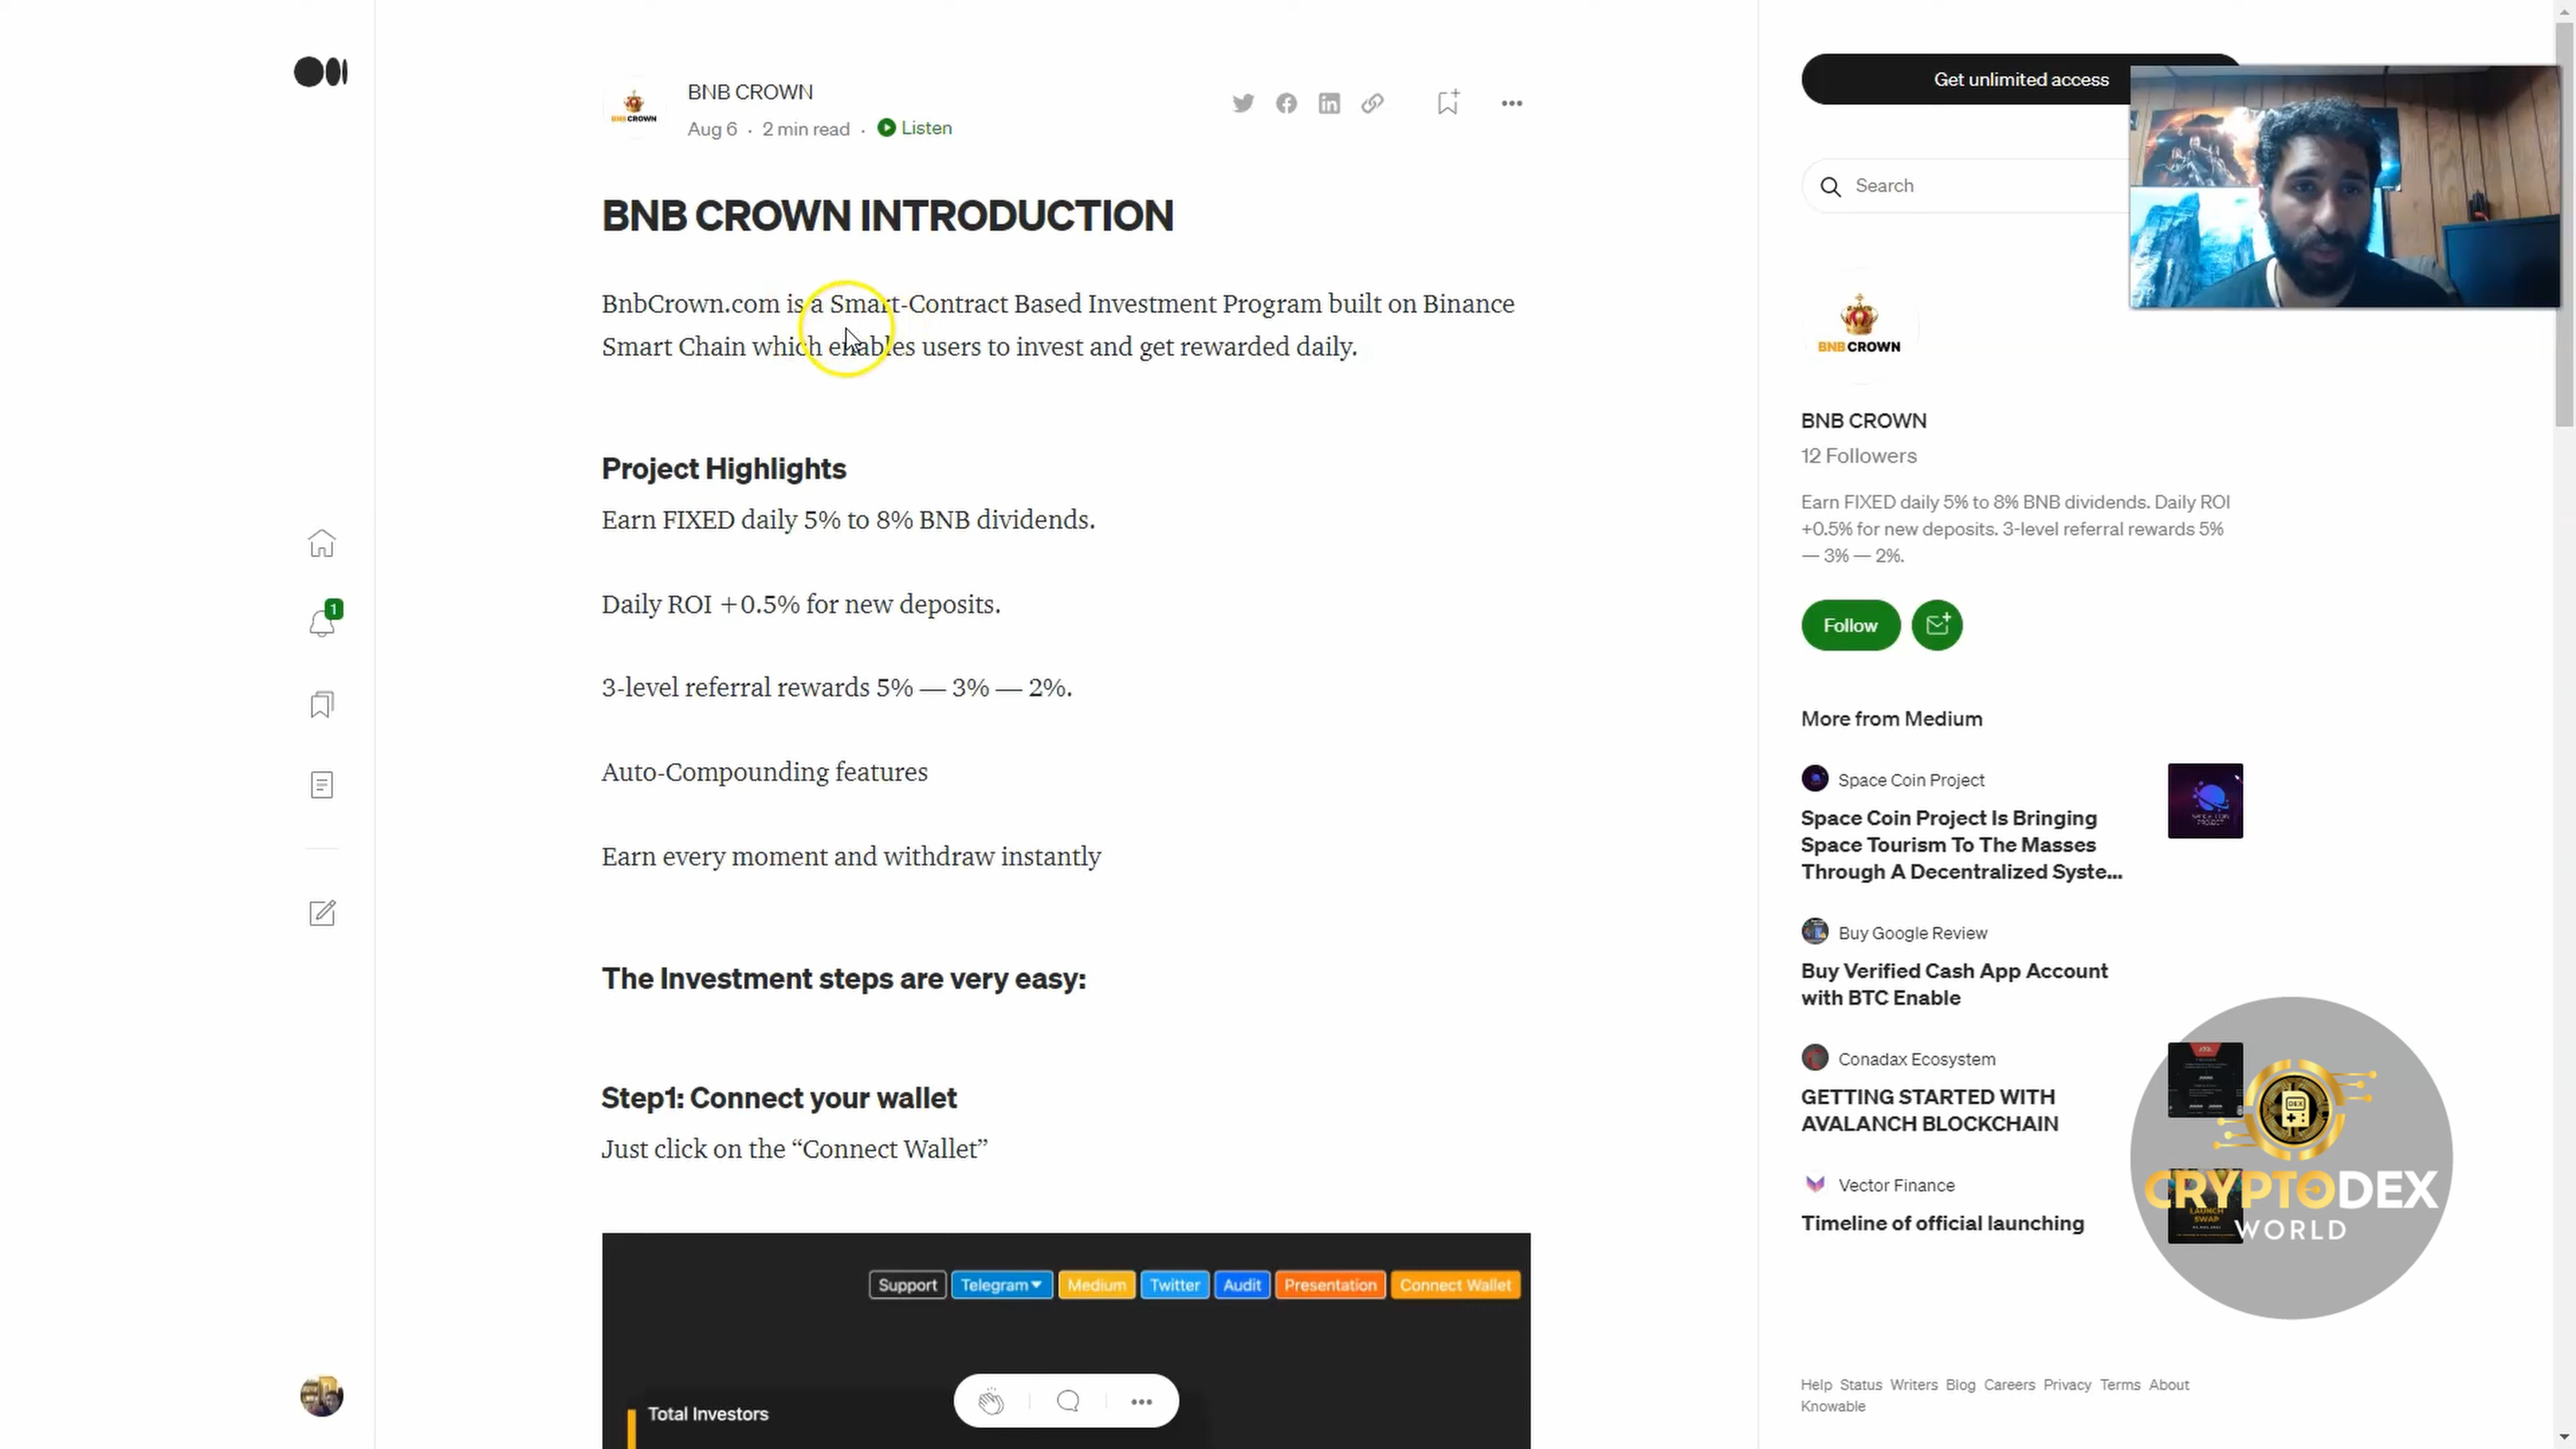 BNB CROWN
Aug 6 · 2 min read · Listen
BNB CROWN INTRODUCTION
BnbCrown.com is a Smart-Contract Based Investment Program built on Binance
Smart Chain which enables users to invest and get rewarded daily.
Project Highlights
Earn FIXED daily 5% to 8% BNB dividends.
Daily ROI +0.5% for new deposits.
3-level referral rewards 5% — 3% — 2%.
Auto-Compounding features
Earn every moment and withdraw instantly
The Investment steps are very easy:
Step1: Connect your wallet
Just click on the “Connect Wallet”
Support Telegram Medium Twitter Audit Presentation Connect Wallet
Total Investors
1
BNBCROWN
Get unlimited access
Search
BNBCROWN
BNB CROWN
12 Followers
Earn FIXED daily 5% to 8% BNB dividends. Daily ROI
+0.5% for new deposits. 3-level referral rewards 5%
— 3% — 2%.
Follow
More from Medium
Space Coin Project
Space Coin Project Is Bringing
Space Tourism To The Masses
Through A Decentralized Syste...
SPACE COIN
PROJECT
Buy Google Review
Buy Verified Cash App Account
with BTC Enable
Conadax Ecosystem
GETTING STARTED WITH
AVALANCH BLOCKCHAIN
Vector Finance
Timeline of official launching
LAUNCH
SWAP
DEX
CRYPTODEX
WORLD
Help Status Writers Blog Careers Privacy Terms About
Knowable